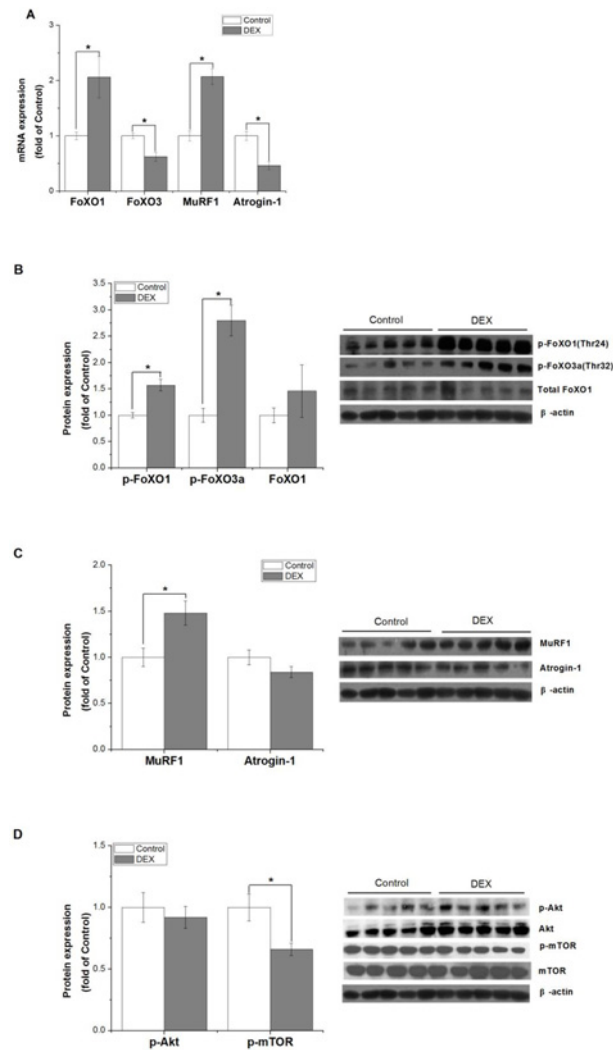 A
Control
DEX
mRNA expression
(fold of Control)
3
2
1
0
*
*
*
*
FoXO1 FoXO3 MuRF1 Atrogin-1
B
Control
DEX
Protein expression
(fold of Control)
3.5
3.0
2.5
2.0
1.5
1.0
0.5
0.0
*
*
p-FoXO1 p-FoXO3a FoXO1
Control DEX
p-FoXO1(Thr24)
p-FoXO3a(Thr32)
Total FoXO1
β -actin
C
Control
DEX
Protein expression
(fold of Control)
2.0
1.5
1.0
0.5
0.0
*
MuRF1 Atrogin-1
Control DEX
MuRF1
Atrogin-1
β -actin
D
Control
DEX
Protein expression
(fold of Control)
1.5
1.0
0.5
0.0
*
p-Akt p-mTOR
Control DEX
p-Akt
Akt
p-mTOR
mTOR
β -actin